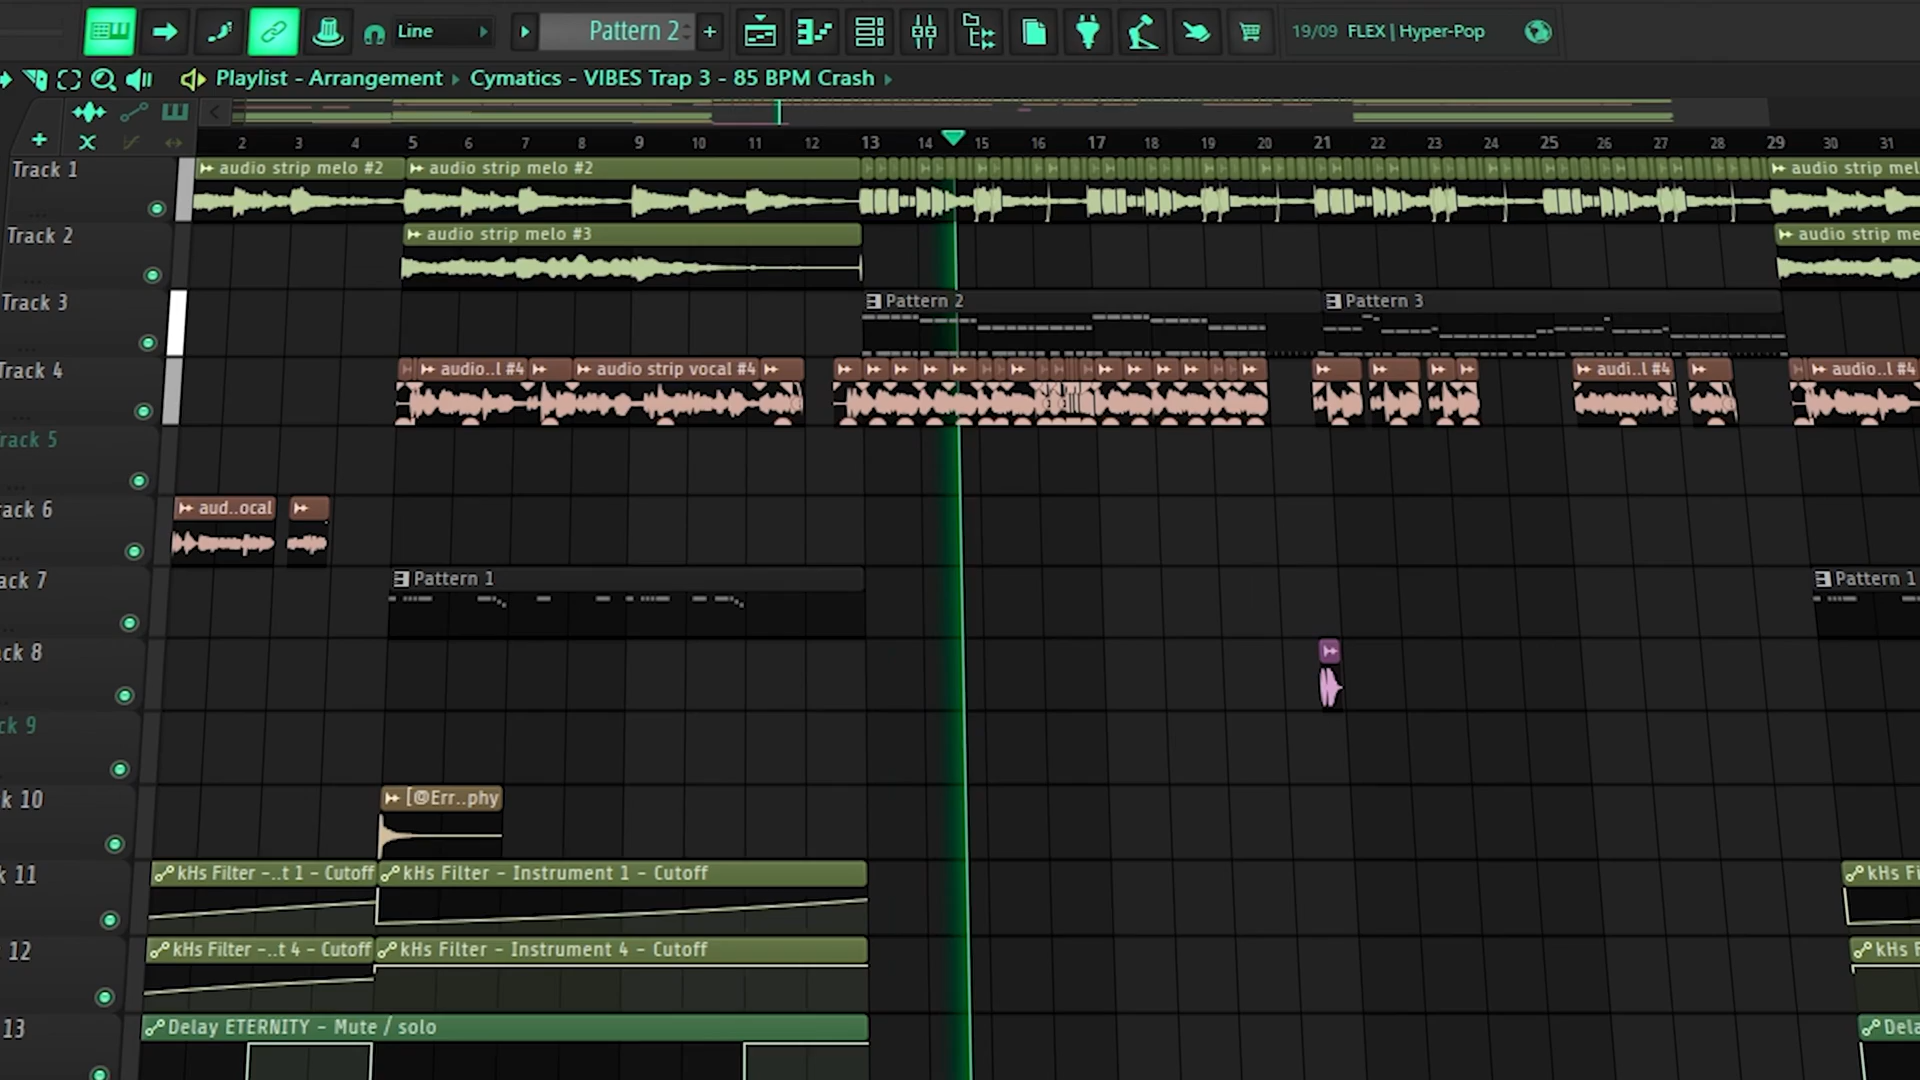 Line Pattern 2 + 19/09 FLEX | Hyper-Pop
Playlist - Arrangement Cymatics - VIBES Trap 3 - 85 BPM Crash
2 3 4 5 6 7 8 9 10 11 12 13 14 15 16 17 18 19 20 21 22 23 24 25 26 27 28 29 30 31
Track 1 audio strip melo #2 audio strip melo #2 audio strip mel
Track 2 audio strip melo #3 audio strip me
Track 3 Pattern 2 Pattern 3
Track 4 audio..l #4 audio strip vocal #4 audi..l #4 audio..l #4
rack 5
rack 6 aud..ocal
ack 7 Pattern 1 Pattern 1
ck 8
ck 9
k 10 [@Err..phy
k 11 kHs Filter -..t 1 - Cutoff kHs Filter - Instrument 1 - Cutoff kHs Fi
12 kHs Filter -..t 4 - Cutoff kHs Filter - Instrument 4 - Cutoff kHs F
13 Delay ETERNITY - Mute / solo Dela